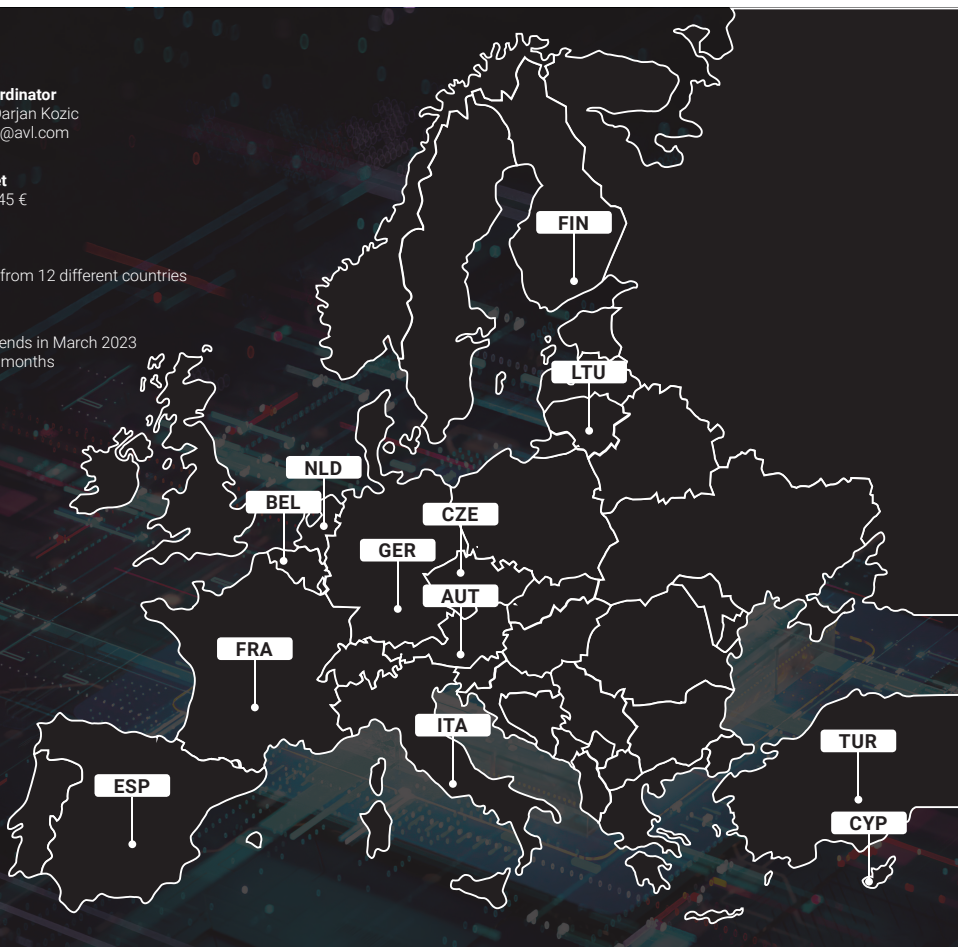 rdinator
arjan Kozic
@avl.com
et
45 €
from 12 different countries
ends in March 2023
months
FIN
LTU
NLD
BEL
CZE
GER
AUT
FRA
ITA
TUR
ESP
CYP